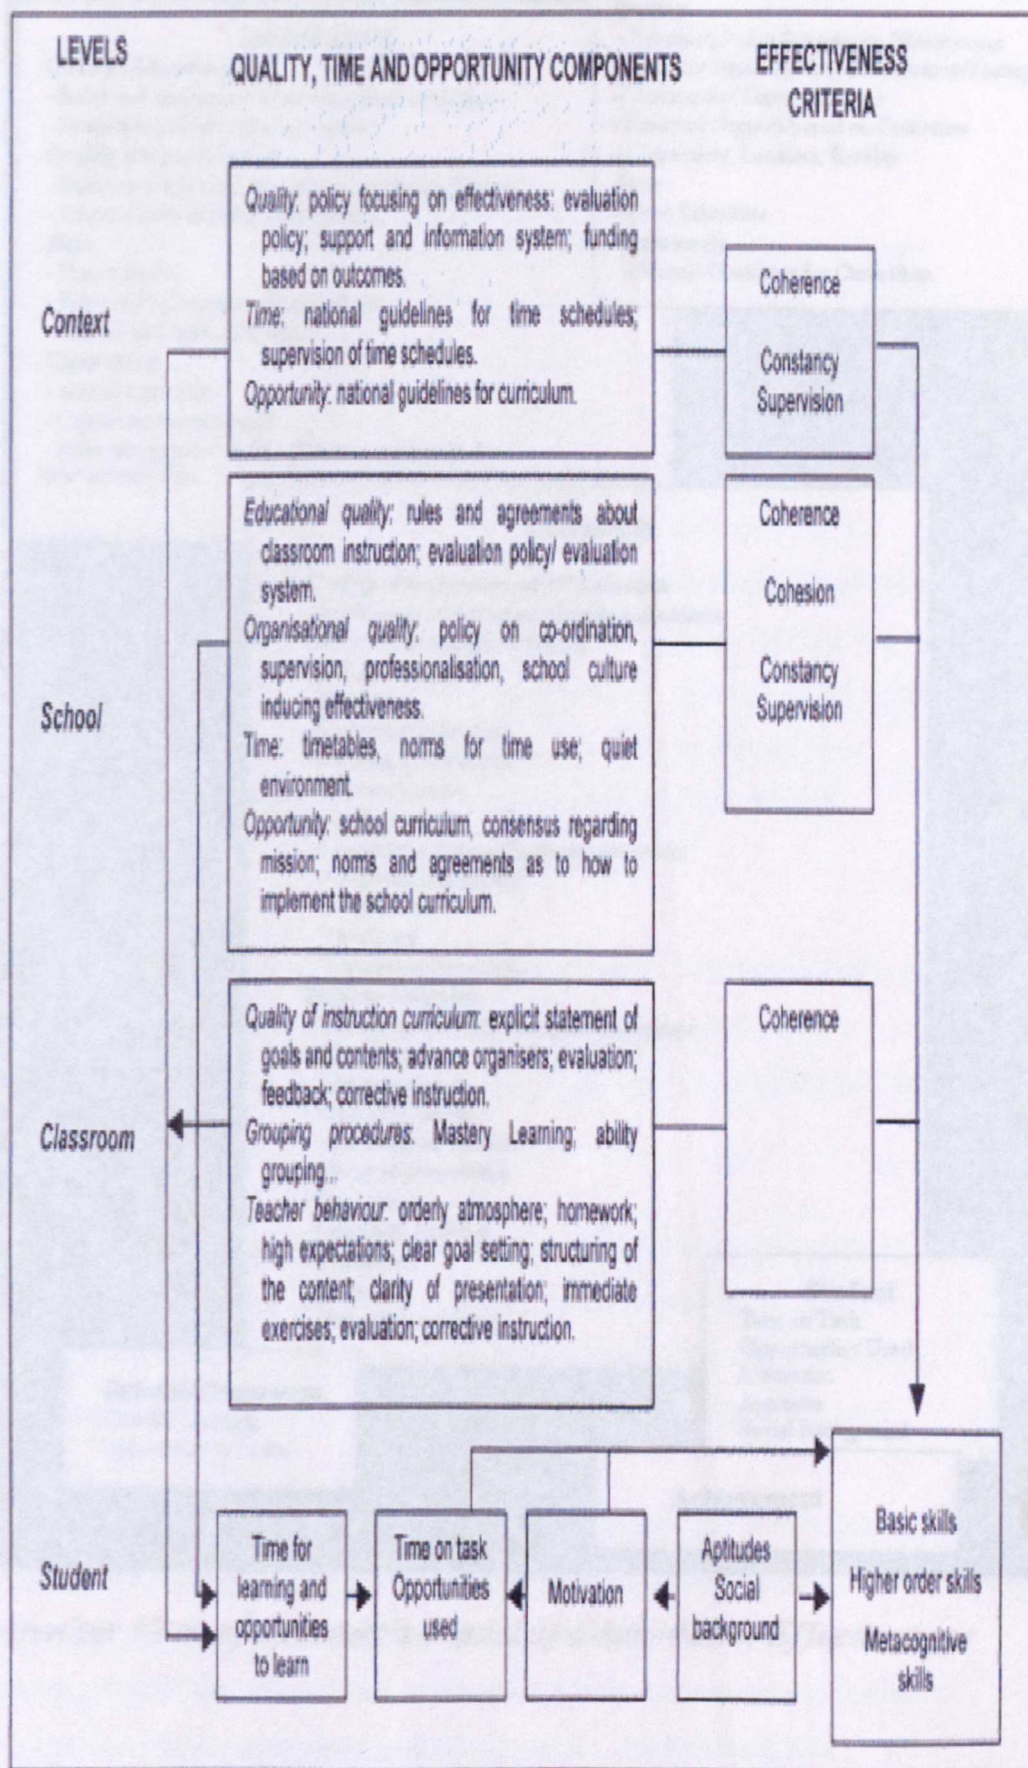 LEVELS
QUALITY, TIME AND OPPORTUNITY COMPONENTS
EFFECTIVENESS
CRITERIA
Context
Quality: policy focusing on effectiveness: evaluation
policy; support and information system; funding
based on outcomes.
Time: national guidelines for time schedules;
supervision of time schedules.
Opportunity: national guidelines for curriculum.
Coherence
Constancy
Supervision
School
Educational quality: rules and agreements about
classroom instruction; evaluation policy/ evaluation
system.
Organisational quality: policy on co-ordination,
supervision, professionalisation, school culture
inducing effectiveness.
Time: timetables, norms for time use; quiet
environment.
Opportunity: school curriculum, consensus regarding
mission; norms and agreements as to how to
implement the school curriculum.
Coherence
Cohesion
Constancy
Supervision
Classroom
Quality of instruction curriculum: explicit statement of
goals and contents; advance organisers; evaluation;
feedback; corrective instruction.
Grouping procedures: Mastery Learning, ability
grouping...
Teacher behaviour: orderly atmosphere; homework;
high expectations; clear goal setting; structuring of
the content; clarity of presentation; immediate
exercises; evaluation; corrective instruction.
Coherence
Student
Time for
learning and
opportunities
to learn
Time on task
Opportunities
used
Motivation
Aptitudes
Social
background
Basic skills
Higher order skills
Metacognitive
skills